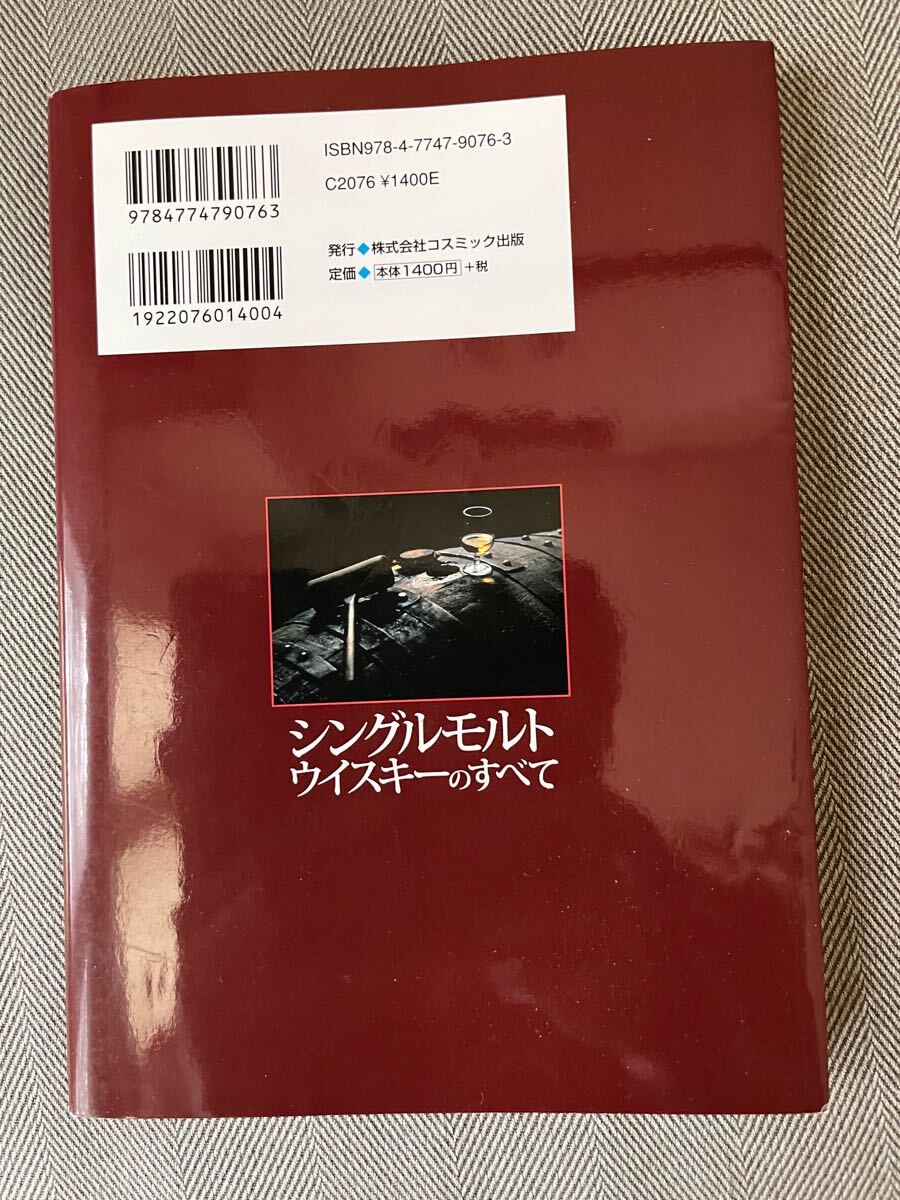 ISBN978-4-7747-9076-3
C2076 ¥1400E
9784774790763
発行◆株式会社コスミック出版
定価◆本体1400円+税
1922076014004
シングルモルト
ウイスキーのすべて